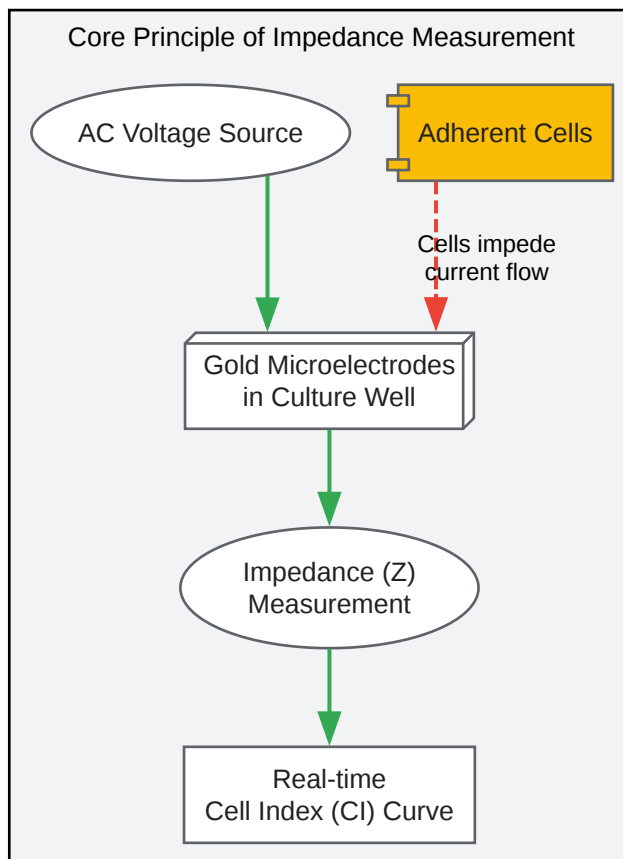 Core Principle of Impedance Measurement
AC Voltage Source
Adherent Cells
Cells impede
current flow
Gold Microelectrodes
in Culture Well
Impedance (Z)
Measurement
Real-time
Cell Index (CI) Curve